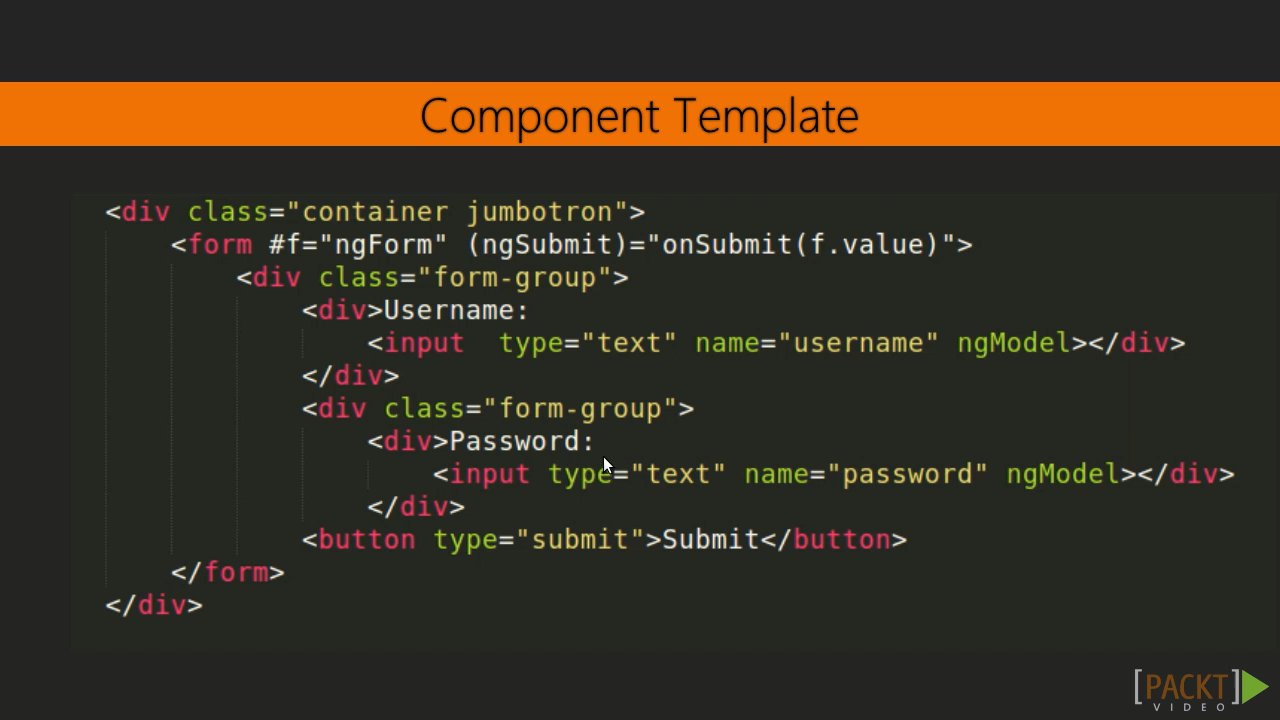 Component Template
<div class="container jumbotron">
<form #f="ngForm" (ngSubmit)="onSubmit(f.value)">
<div class="form-group">
<div>Username:
<input  type="text" name="username" ngModel></div>
</div>
<div class="form-group">
<div>Password:
<input type="text" name="password" ngModel></div>
</div>
<button type="submit">Submit</button>
</form>
</div>
[PACKT]
VIDEO